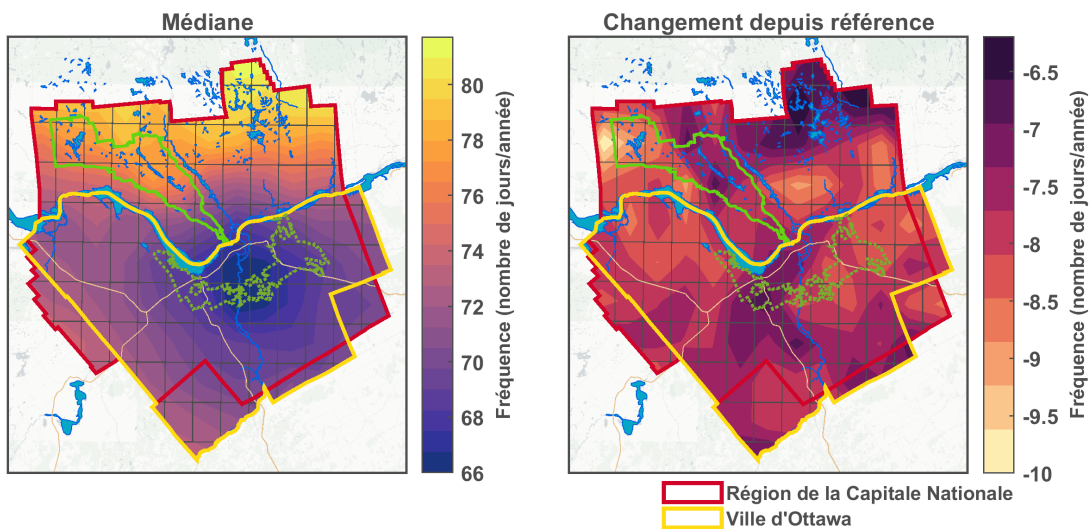 Médiane
80
78
76
74
72
70
68
66
Fréquence (nombre de jours/année)
Changement depuis référence
-6.5
-7
-7.5
-8
-8.5
-9
-9.5
-10
Fréquence (nombre de jours/année)
Région de la Capitale Nationale
Ville d'Ottawa